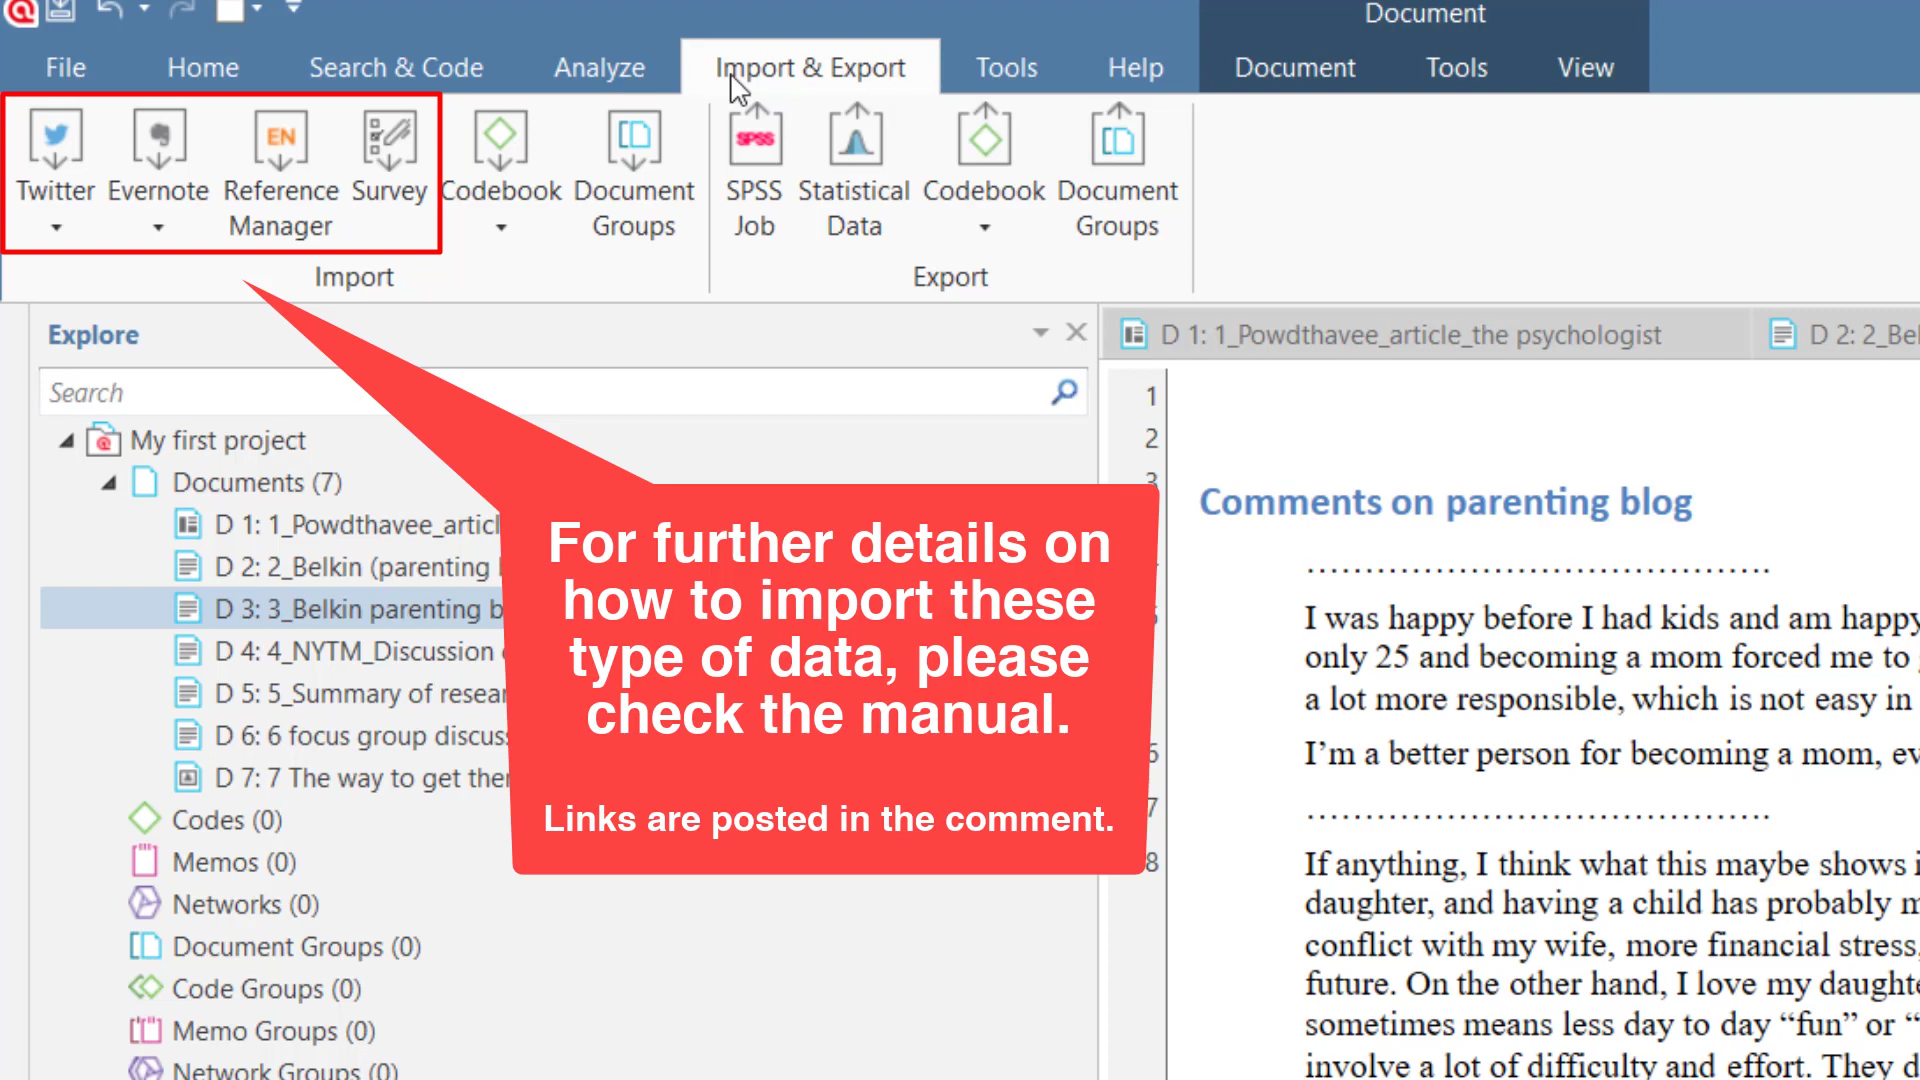 Document
File Home Search & Code Analyze Import & Export Tools Help Document Tools View
EN SPSS
Twitter Evernote Reference Manager Survey Codebook Document Groups SPSS Job Statistical Data Codebook Document Groups
Import Export
Explore
D 1: 1_Powdthavee_article_the psychologist
D 2: 2_Be
Search
My first project
Documents (7)
D 1: 1_Powdthavee_articl
D 2: 2_Belkin (parenting
D 3: 3_Belkin parenting b
D 4: 4_NYTM_Discussion
D 5: 5_Summary of resea
D 6: 6 focus group discus
D 7: 7 The way to get the
Codes (0)
Memos (0)
Networks (0)
Document Groups (0)
Code Groups (0)
Memo Groups (0)
Network Groups (0)
For further details on
how to import these
type of data, please
check the manual.
Links are posted in the comment.
1
2
3
6
7
8
Comments on parenting blog
........................................
I was happy before I had kids and am happy
only 25 and becoming a mom forced me to
a lot more responsible, which is not easy in
I’m a better person for becoming a mom, ev
........................................
If anything, I think what this maybe shows i
daughter, and having a child has probably m
conflict with my wife, more financial stress,
future. On the other hand, I love my daughte
sometimes means less day to day “fun” or “
involve a lot of difficulty and effort. They d